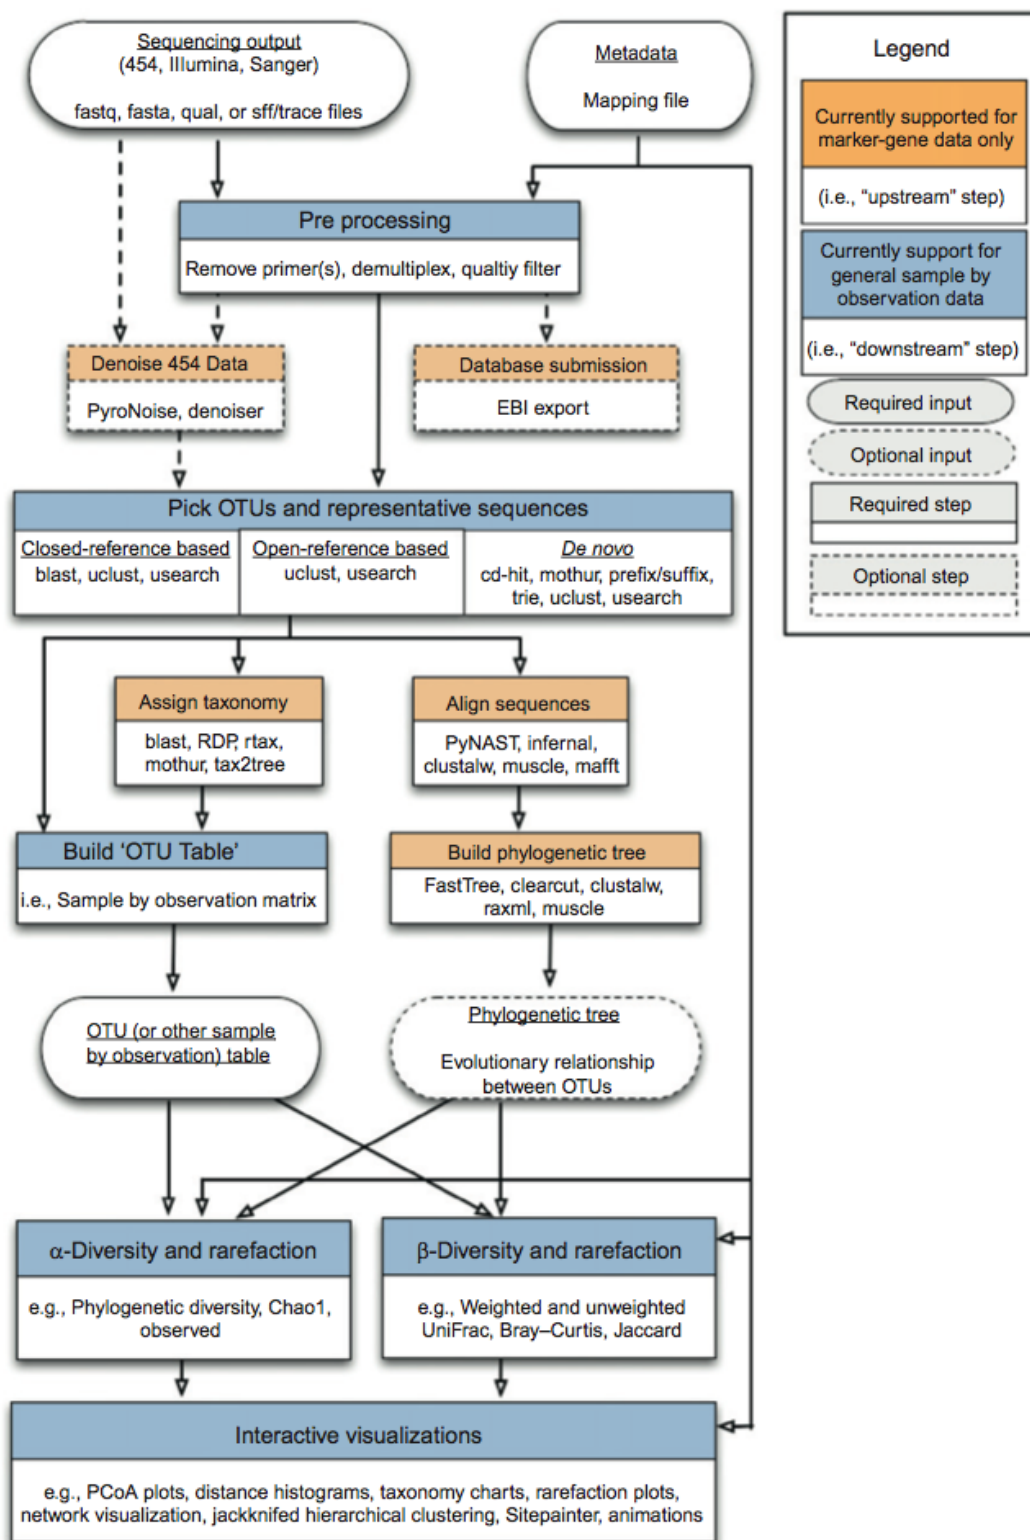 Sequencing output
(454, Illumina, Sanger)
fastq, fasta, qual, or sff/trace files
Metadata
Mapping file
Legend
Currently supported for
marker-gene data only
(i.e., “upstream” step)
Currently support for
general sample by
observation data
(i.e., “downstream” step)
Required input
Optional input
Required step
Optional step
Pre processing
Remove primer(s), demultiplex, qualtiy filter
Denoise 454 Data
PyroNoise, denoiser
Database submission
EBI export
Pick OTUs and representative sequences
Closed-reference based
blast, uclust, usearch
Open-reference based
uclust, usearch
De novo
cd-hit, mothur, prefix/suffix,
trie, uclust, usearch
Assign taxonomy
blast, RDP, rtax,
mothur, tax2tree
Align sequences
PyNAST, infernal,
clustalw, muscle, mafft
Build ‘OTU Table’
i.e., Sample by observation matrix
Build phylogenetic tree
FastTree, clearcut, clustalw,
raxml, muscle
OTU (or other sample
by observation) table
Phylogenetic tree
Evolutionary relationship
between OTUs
α-Diversity and rarefaction
e.g., Phylogenetic diversity, Chao1,
observed
β-Diversity and rarefaction
e.g., Weighted and unweighted
UniFrac, Bray–Curtis, Jaccard
Interactive visualizations
e.g., PCoA plots, distance histograms, taxonomy charts, rarefaction plots,
network visualization, jackknifed hierarchical clustering, Sitepainter, animations